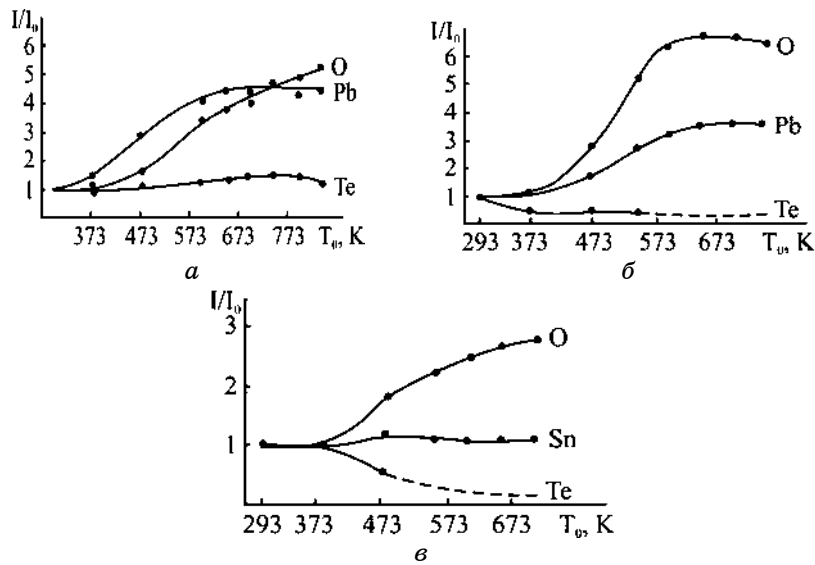 I/I₀
6
5
4
3
2
1
O
Pb
Te
373 473 573 673 773 T₀, K
а
I/I₀
6
5
4
3
2
1
O
Pb
Te
293 373 473 573 673 T₀, K
б
I/I₀
3
2
1
O
Sn
Te
293 373 473 573 673 T₀, K
в